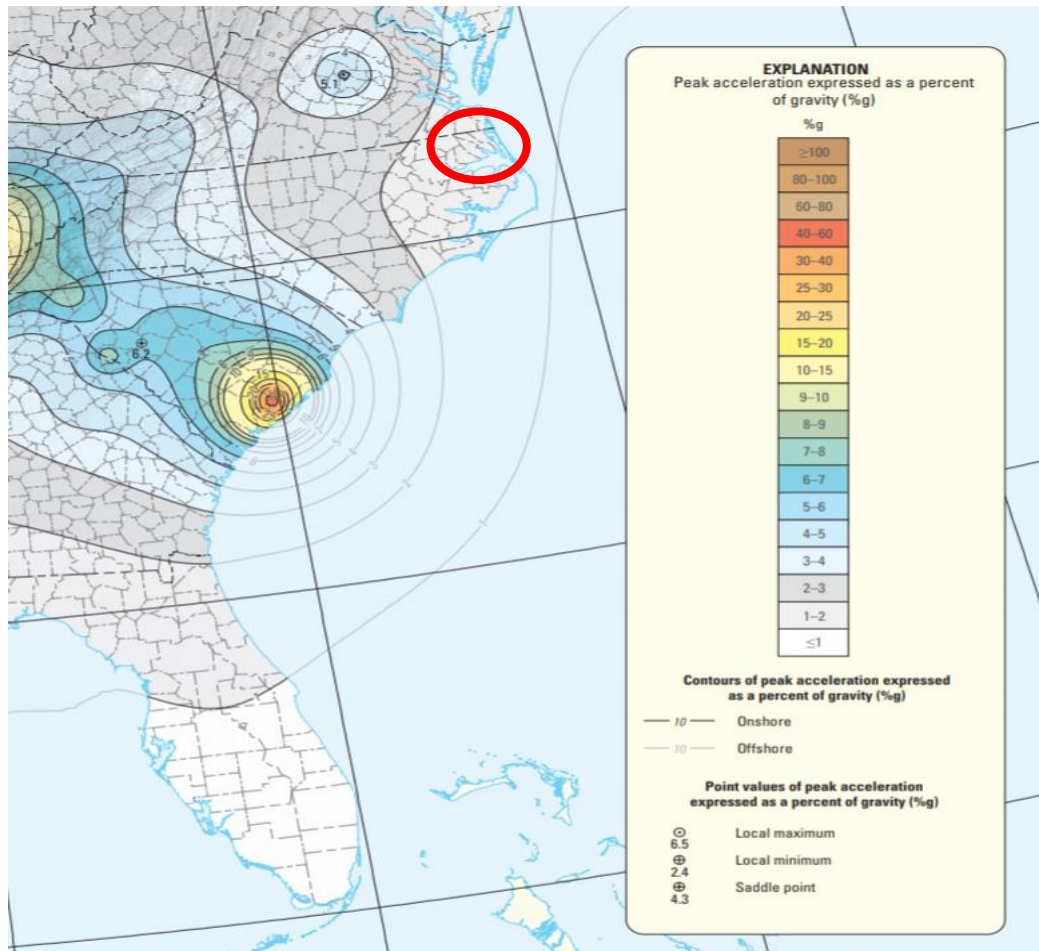 5.1
6.2
10
15
EXPLANATION
Peak acceleration expressed as a percent
of gravity (%g)
%g
≥100
80–100
60–80
40–60
30–40
25–30
20–25
15–20
10–15
9–10
8–9
7–8
6–7
5–6
4–5
3–4
2–3
1–2
≤1
Contours of peak acceleration expressed
as a percent of gravity (%g)
10 Onshore
10 Offshore
Point values of peak acceleration
expressed as a percent of gravity (%g)
6.5 Local maximum
2.4 Local minimum
4.3 Saddle point